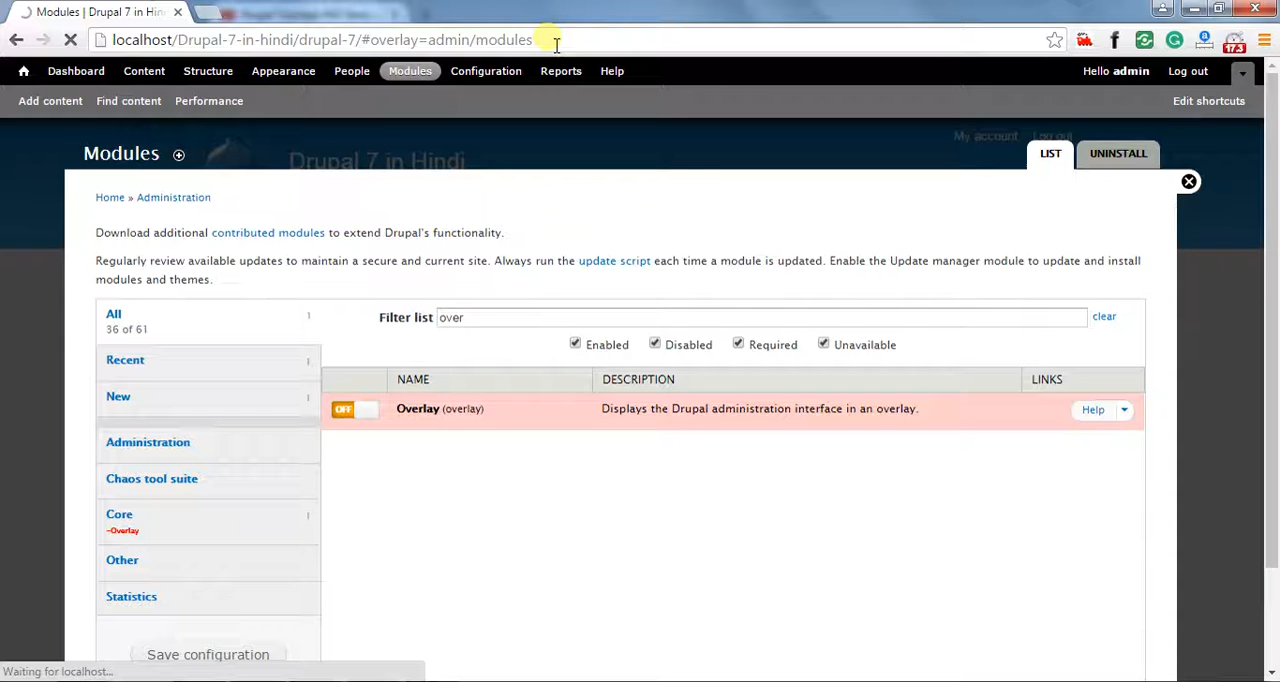 Modules | Drupal 7 in Hin
localhost/Drupal-7-in-hindi/drupal-7/#overlay=admin/modules
173
Dashboard Content Structure Appearance People Modules Configuration Reports Help Hello admin Log out
Add content Find content Performance Edit shortcuts
My account Log out
Drupal 7 in Hindi
Modules LIST UNINSTALL
Home » Administration
Download additional contributed modules to extend Drupal's functionality.
Regularly review available updates to maintain a secure and current site. Always run the update script each time a module is updated. Enable the Update manager module to update and install
modules and themes.
All
36 of 61
Filter list over clear
Enabled Disabled Required Unavailable
Recent
New
NAME DESCRIPTION LINKS
OFF Overlay (overlay) Displays the Drupal administration interface in an overlay. Help
Administration
Chaos tool suite
Core
-Overlay
Other
Statistics
Save configuration
Waiting for localhost...